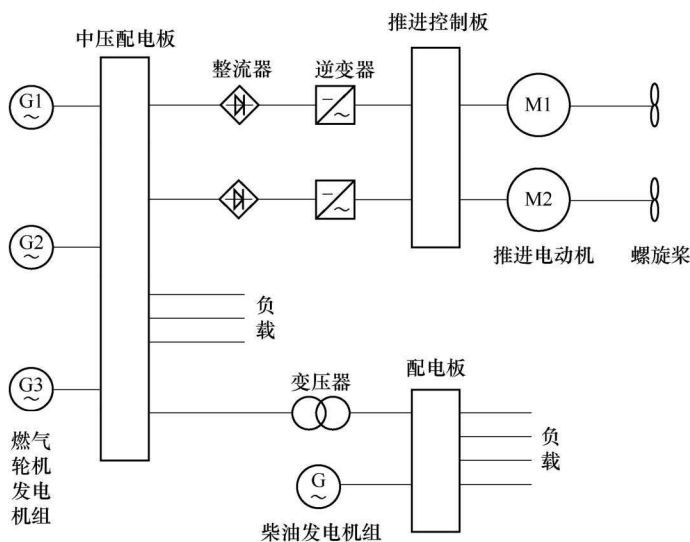 推进控制板
中压配电板
整流器
逆变器
G1
M1
G2
M2
推进电动机
螺旋桨
负
载
G3
变压器
配电板
燃气
轮机
发电
机组
负
载
G
柴油发电机组